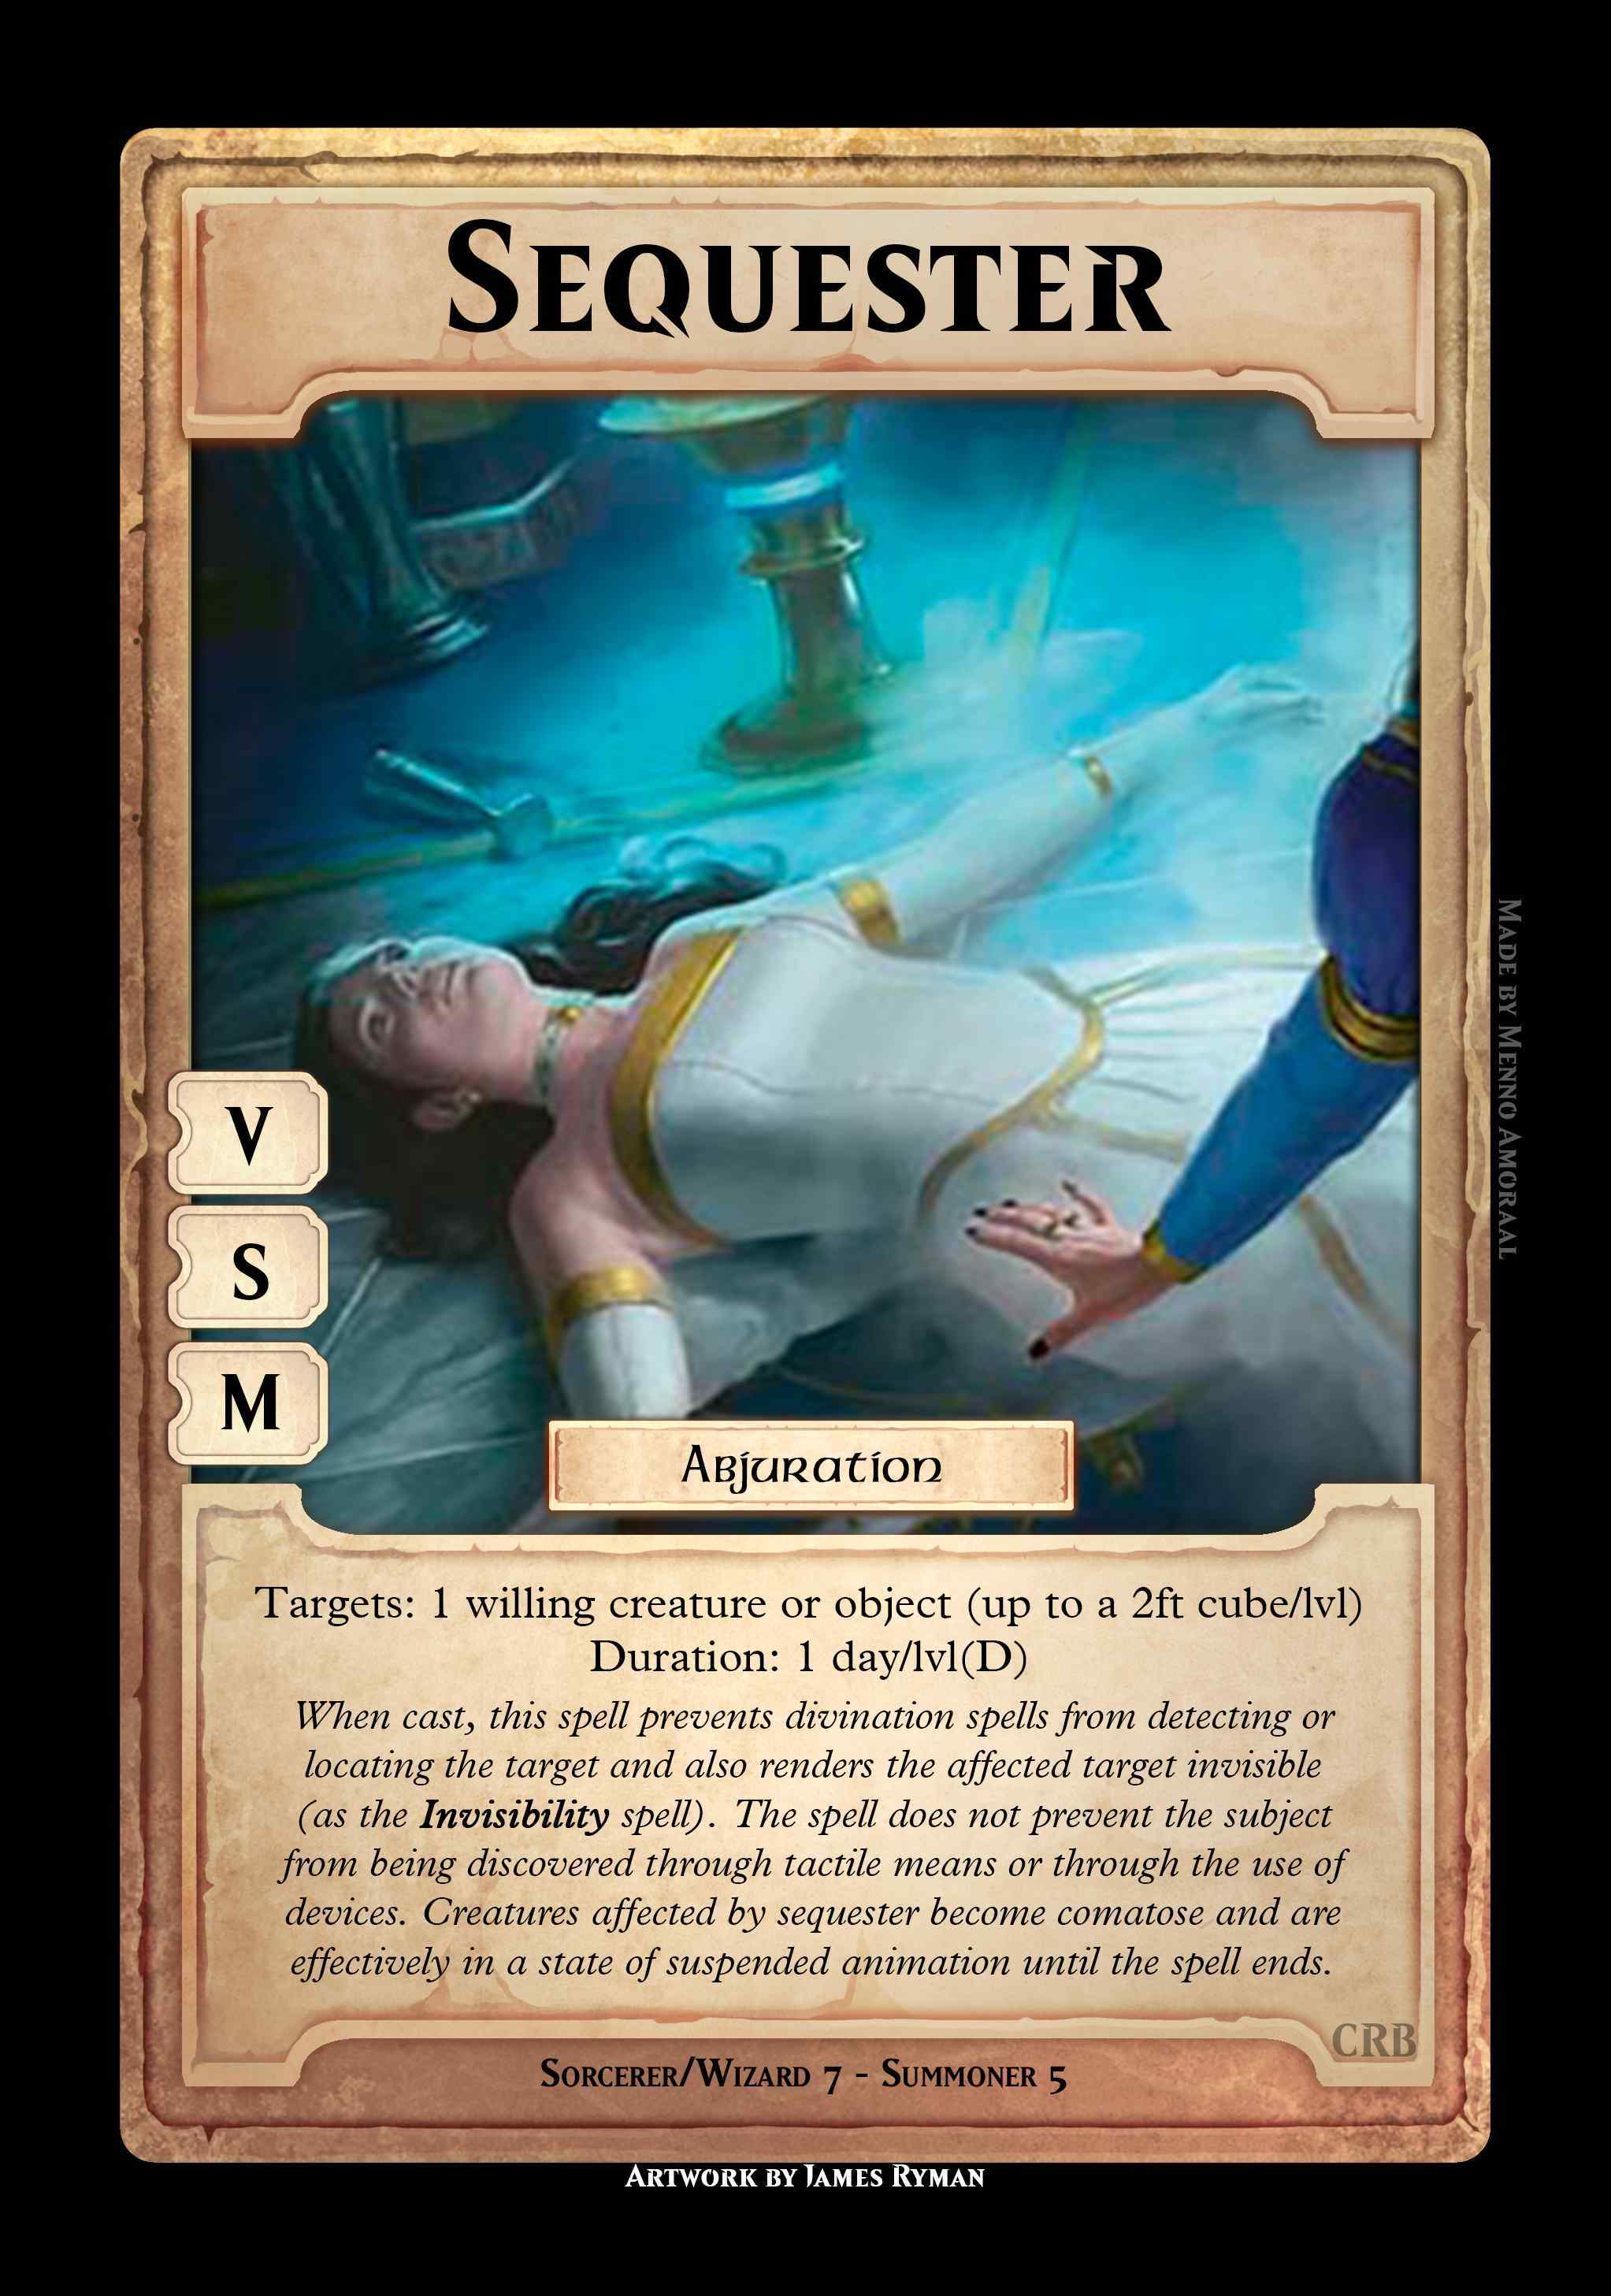 Sequester
V
S
M
Abjuration
Targets: 1 willing creature or object (up to a 2ft cube/lvl)
Duration: 1 day/lvl(D)
When cast, this spell prevents divination spells from detecting or
locating the target and also renders the affected target invisible
(as the Invisibility spell). The spell does not prevent the subject
from being discovered through tactile means or through the use of
devices. Creatures affected by sequester become comatose and are
effectively in a state of suspended animation until the spell ends.
CRB
Sorcerer/Wizard 7 - Summoner 5
Artwork by James Ryman
Made by Menno Amoraal